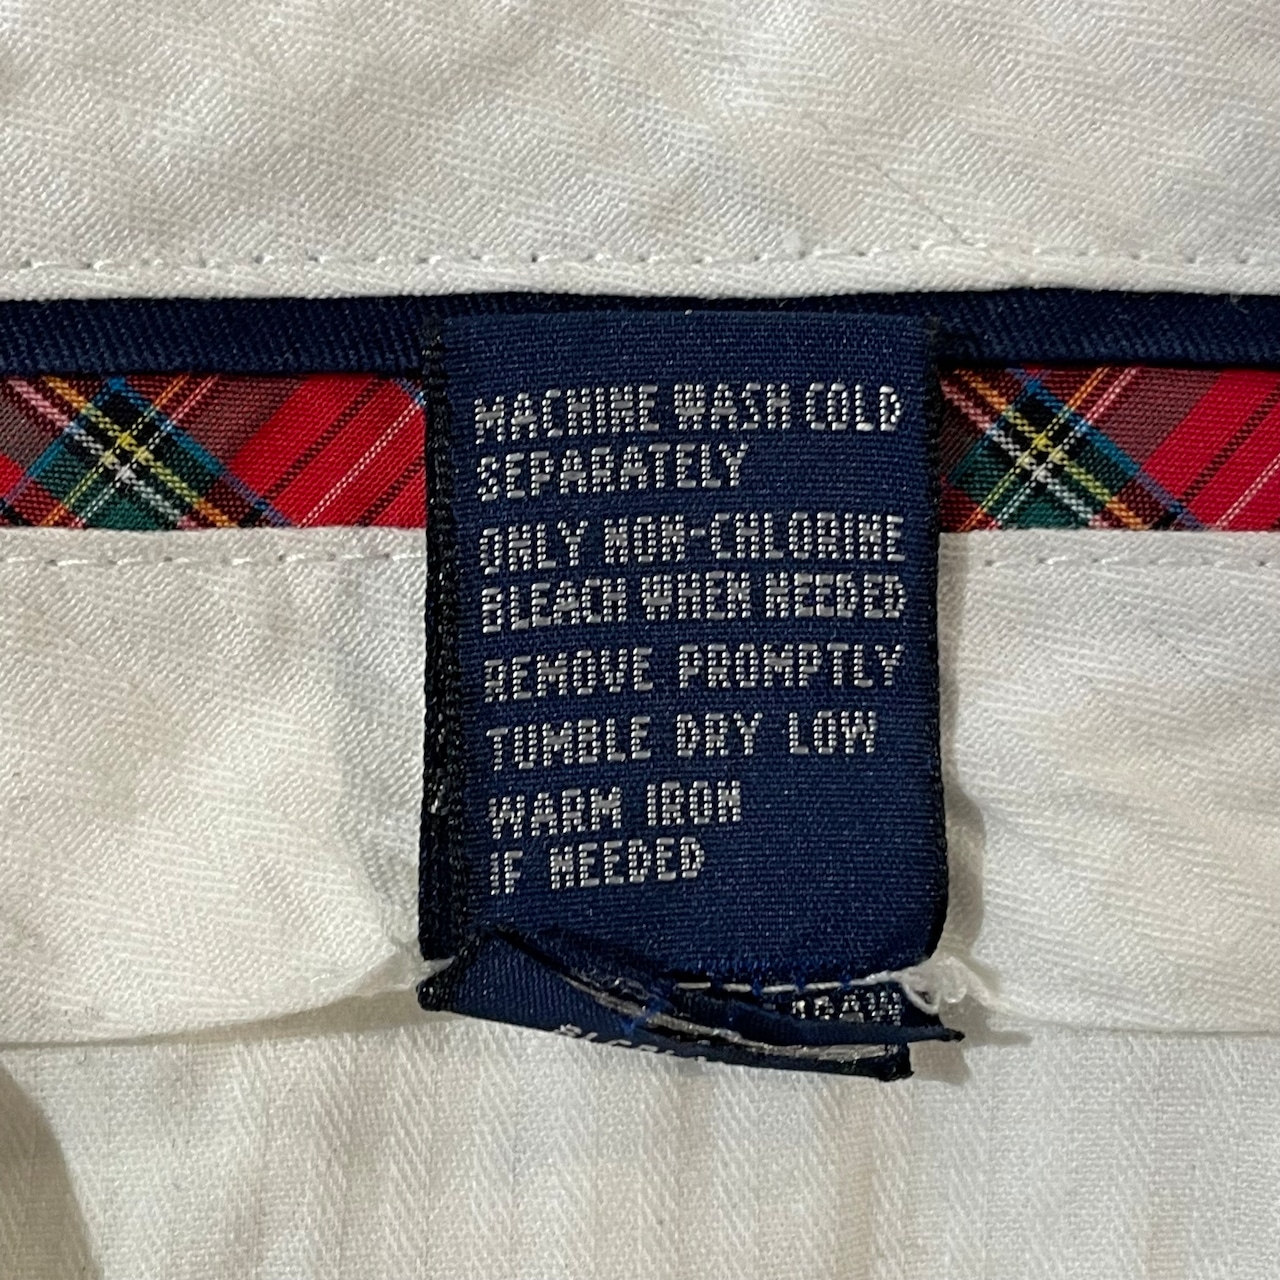 MACHINE WASH COLD
SEPARATELY
ONLY NON-CHLORINE
BLEACH WHEN NEEDED
REMOVE PROMPTLY
TUMBLE DRY LOW
WARM IRON
IF NEEDED